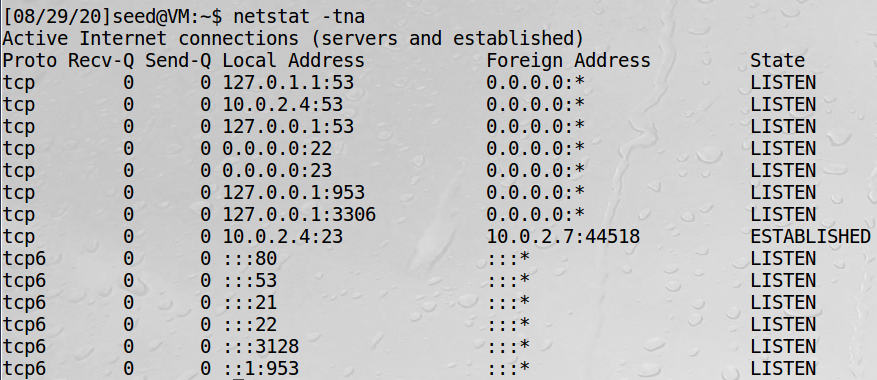 [08/29/20]seed@VM:~$ netstat -tna
Active Internet connections (servers and established)
Proto Recv-Q Send-Q Local Address Foreign Address State
tcp 0 0 127.0.1.1:53 0.0.0.0:* LISTEN
tcp 0 0 10.0.2.4:53 0.0.0.0:* LISTEN
tcp 0 0 127.0.0.1:53 0.0.0.0:* LISTEN
tcp 0 0 0.0.0.0:22 0.0.0.0:* LISTEN
tcp 0 0 0.0.0.0:23 0.0.0.0:* LISTEN
tcp 0 0 127.0.0.1:953 0.0.0.0:* LISTEN
tcp 0 0 127.0.0.1:3306 0.0.0.0:* LISTEN
tcp 0 0 10.0.2.4:23 10.0.2.7:44518 ESTABLISHED
tcp6 0 0 :::80 :::* LISTEN
tcp6 0 0 :::53 :::* LISTEN
tcp6 0 0 :::21 :::* LISTEN
tcp6 0 0 :::22 :::* LISTEN
tcp6 0 0 :::3128 :::* LISTEN
tcp6 0 0 ::1:953 :::* LISTEN